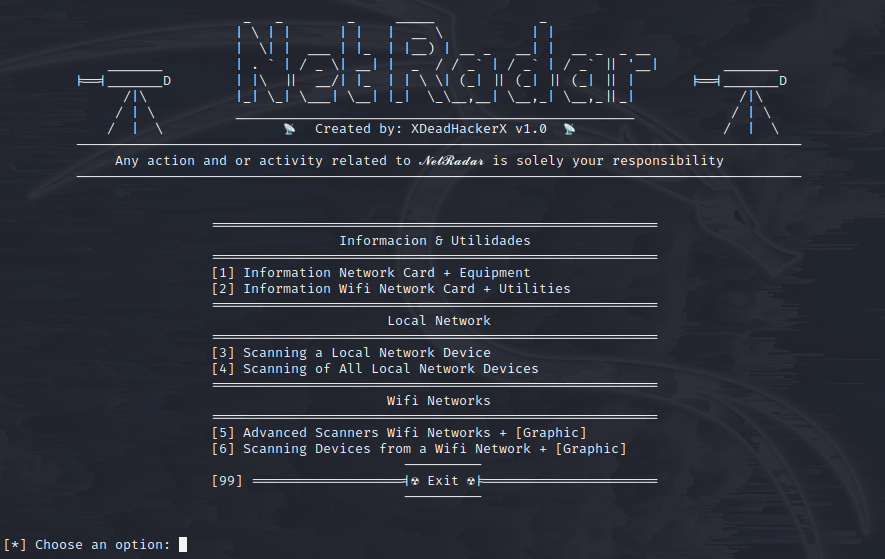 NetRadar
Created by: XDeadHackerX v1.0
Any action and or activity related to 𝓝𝓮𝓽𝓡𝓪𝓭𝓪𝓻 is solely your responsibility
Informacion & Utilidades
[1] Information Network Card + Equipment
[2] Information Wifi Network Card + Utilities
Local Network
[3] Scanning a Local Network Device
[4] Scanning of All Local Network Devices
Wifi Networks
[5] Advanced Scanners Wifi Networks + [Graphic]
[6] Scanning Devices from a Wifi Network + [Graphic]
[99] ☢ Exit ☢
[*] Choose an option: